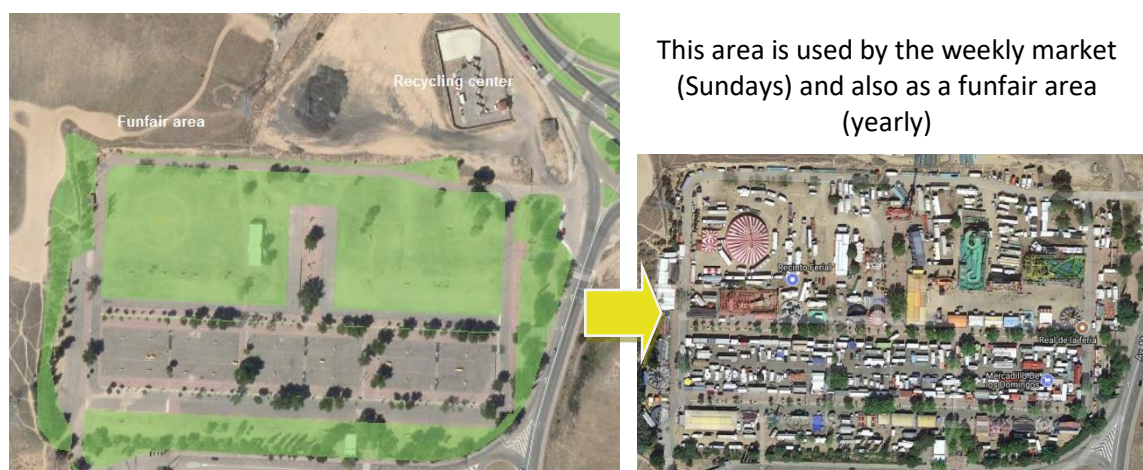 This area is used by the weekly market
(Sundays) and also as a funfair area
(yearly)
Recycling center
Funfair area
Recinto Ferial
Real de la feria
Mercadillo De
los Domingos